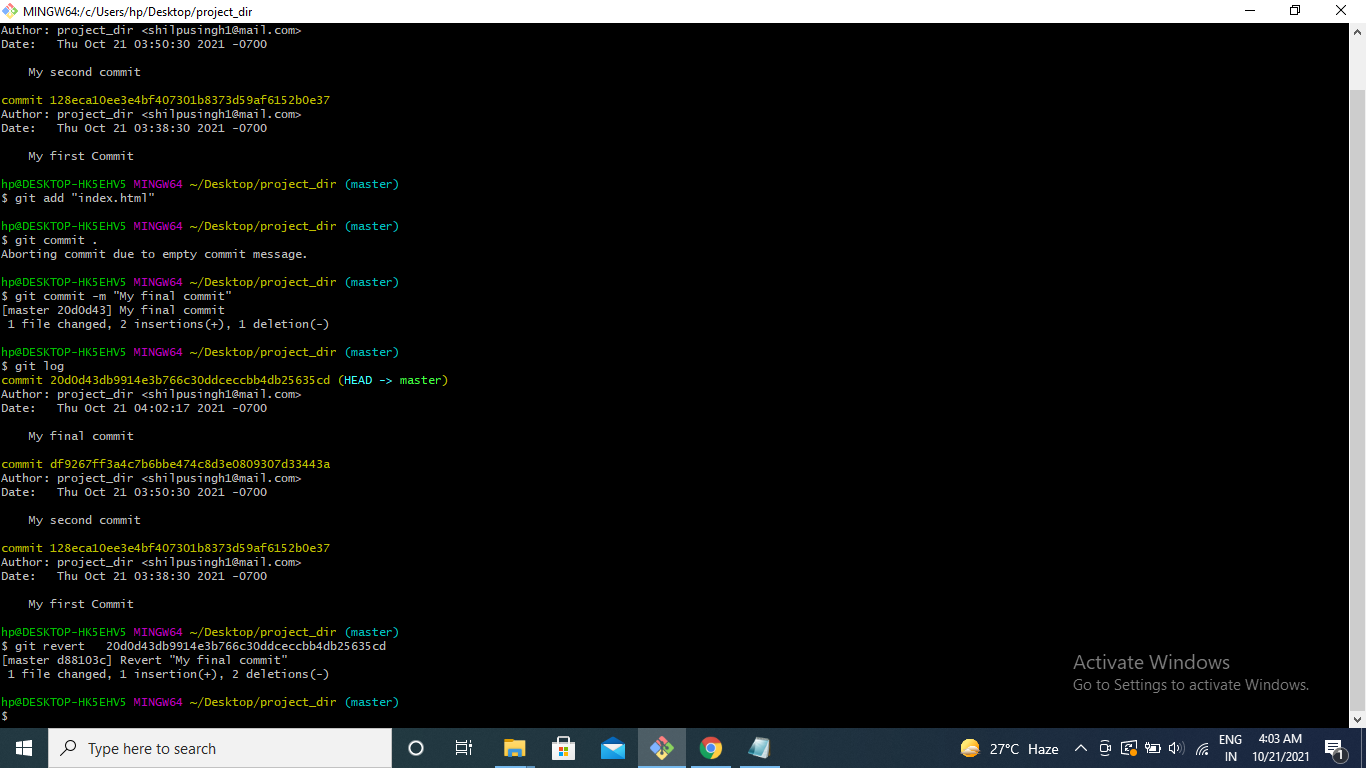 MINGW64:/c/Users/hp/Desktop/project_dir
Author: project_dir <shilpusingh1@mail.com>
Date:   Thu Oct 21 03:50:30 2021 -0700
My second commit
commit 128eca10ee3e4bf407301b8373d59af6152b0e37
Author: project_dir <shilpusingh1@mail.com>
Date:   Thu Oct 21 03:38:30 2021 -0700
My first Commit
hp@DESKTOP-HK5EHV5 MINGW64 ~/Desktop/project_dir (master)
$ git add "index.html"
hp@DESKTOP-HK5EHV5 MINGW64 ~/Desktop/project_dir (master)
$ git commit .
Aborting commit due to empty commit message.
hp@DESKTOP-HK5EHV5 MINGW64 ~/Desktop/project_dir (master)
$ git commit -m "My final commit"
[master 20d0d43] My final commit
1 file changed, 2 insertions(+), 1 deletion(-)
hp@DESKTOP-HK5EHV5 MINGW64 ~/Desktop/project_dir (master)
$ git log
commit 20d0d43db9914e3b766c30ddceccbb4db25635cd (HEAD -> master)
Author: project_dir <shilpusingh1@mail.com>
Date:   Thu Oct 21 04:02:17 2021 -0700
My final commit
commit df9267ff3a4c7b6bbe474c8d3e0809307d33443a
Author: project_dir <shilpusingh1@mail.com>
Date:   Thu Oct 21 03:50:30 2021 -0700
My second commit
commit 128eca10ee3e4bf407301b8373d59af6152b0e37
Author: project_dir <shilpusingh1@mail.com>
Date:   Thu Oct 21 03:38:30 2021 -0700
My first Commit
hp@DESKTOP-HK5EHV5 MINGW64 ~/Desktop/project_dir (master)
$ git revert   20d0d43db9914e3b766c30ddceccbb4db25635cd
[master d88103c] Revert "My final commit"
1 file changed, 1 insertion(+), 2 deletions(-)
hp@DESKTOP-HK5EHV5 MINGW64 ~/Desktop/project_dir (master)
$
Activate Windows
Go to Settings to activate Windows.
Type here to search
27°C Haze
ENG
IN
4:03 AM
10/21/2021
1